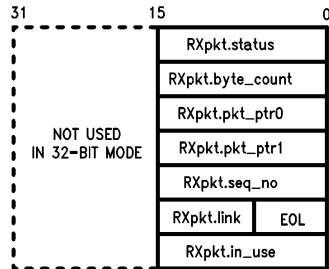 31 15 0
RXpkt.status
RXpkt.byte_count
RXpkt.pkt_ptr0
NOT USED
IN 32-BIT MODE
RXpkt.pkt_ptr1
RXpkt.seq_no
RXpkt.link EOL
RXpkt.in_use